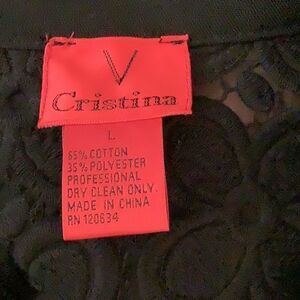 V
Cristina
L
65% COTTON
35% POLYESTER
PROFESSIONAL
DRY CLEAN ONLY.
MADE IN CHINA
RN 120634